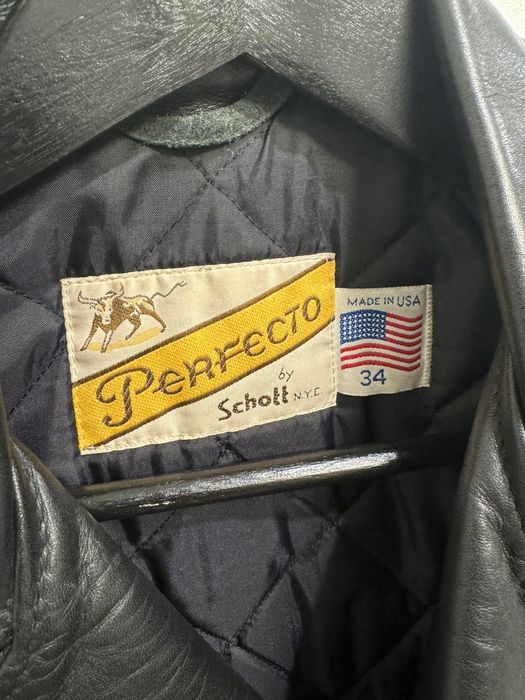 PERFECTO
by
Schott N.Y.C.
MADE IN USA
34